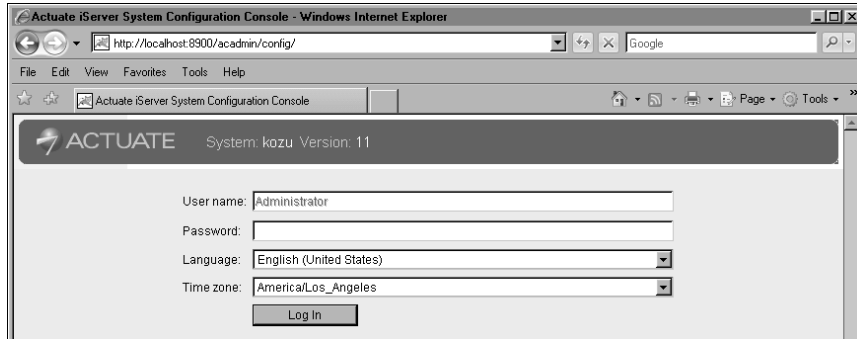 Actuate iServer System Configuration Console - Windows Internet Explorer
http://localhost:8900/acadmin/config/
Google
File Edit View Favorites Tools Help
Actuate iServer System Configuration Console
Page Tools »
ACTUATE System: kozu Version: 11
User name: Administrator
Password:
Language: English (United States)
Time zone: America/Los_Angeles
Log In